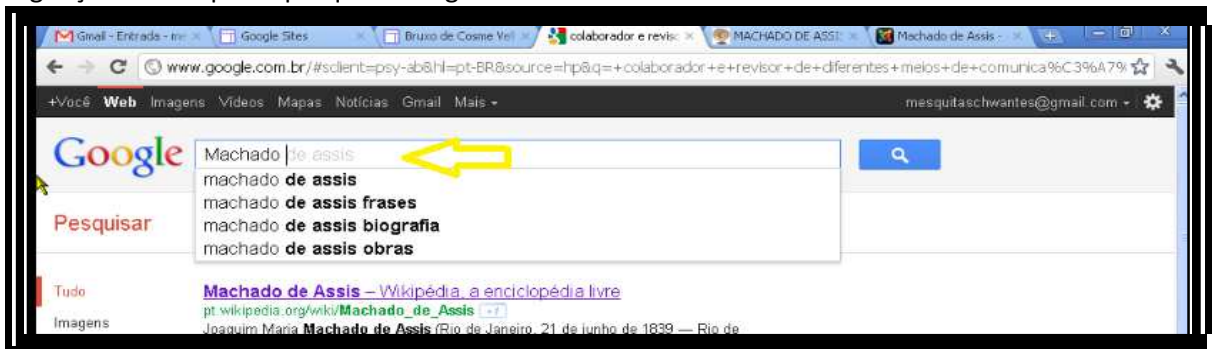 Gmail - Entrada - me
Google Sites
Bruxo de Cosme Vel
colaborador e revis
MACHADO DE ASSI
Machado de Assis -
www.google.com.br/#sclient=psy-ab&hl=pt-BR&source=hp&q=+colaborador+e+revisor+de+diferentes+meios+de+comunica%C3%A7%
+Você Web Imagens Vídeos Mapas Notícias Gmail Mais
mesquitaschwantes@gmail.com
Google
Machado de assis
machado de assis
machado de assis frases
machado de assis biografia
machado de assis obras
Pesquisar
Tudo
Machado de Assis – Wikipédia, a enciclopédia livre
pt.wikipedia.org/wiki/Machado_de_Assis +1
Imagens
Joaquim Maria Machado de Assis (Rio de Janeiro, 21 de junho de 1839 — Rio de